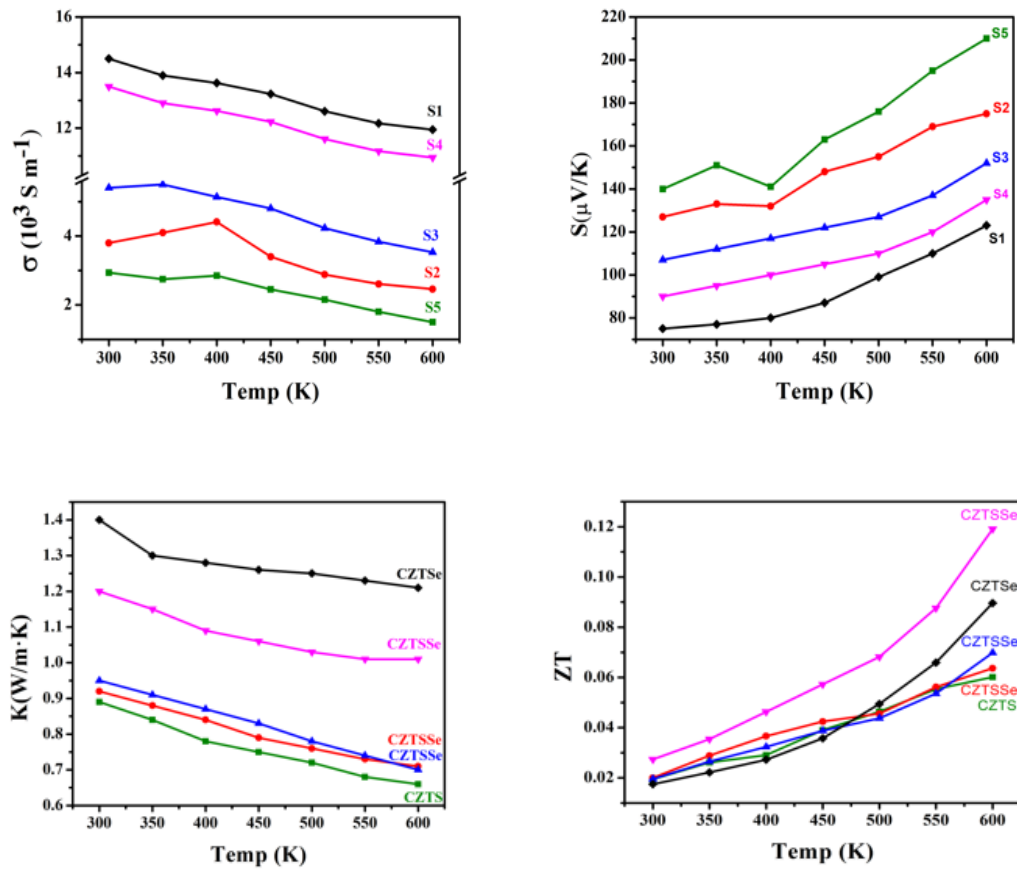 16
14
12
4
2
σ (10³ S m⁻¹)
S1
S4
S3
S2
S5
300 350 400 450 500 550 600
Temp (K)
220
200
180
160
140
120
100
80
S(μV/K)
S5
S2
S3
S4
S1
300 350 400 450 500 550 600
Temp (K)
1.4
1.3
1.2
1.1
1.0
0.9
0.8
0.7
0.6
K(W/m·K)
CZTSe
CZTSSe
CZTSSe
CZTSSe
CZTS
300 350 400 450 500 550 600
Temp (K)
0.12
0.10
0.08
0.06
0.04
0.02
ZT
CZTSSe
CZTSe
CZTSSe
CZTSSe
CZTS
300 350 400 450 500 550 600
Temp (K)